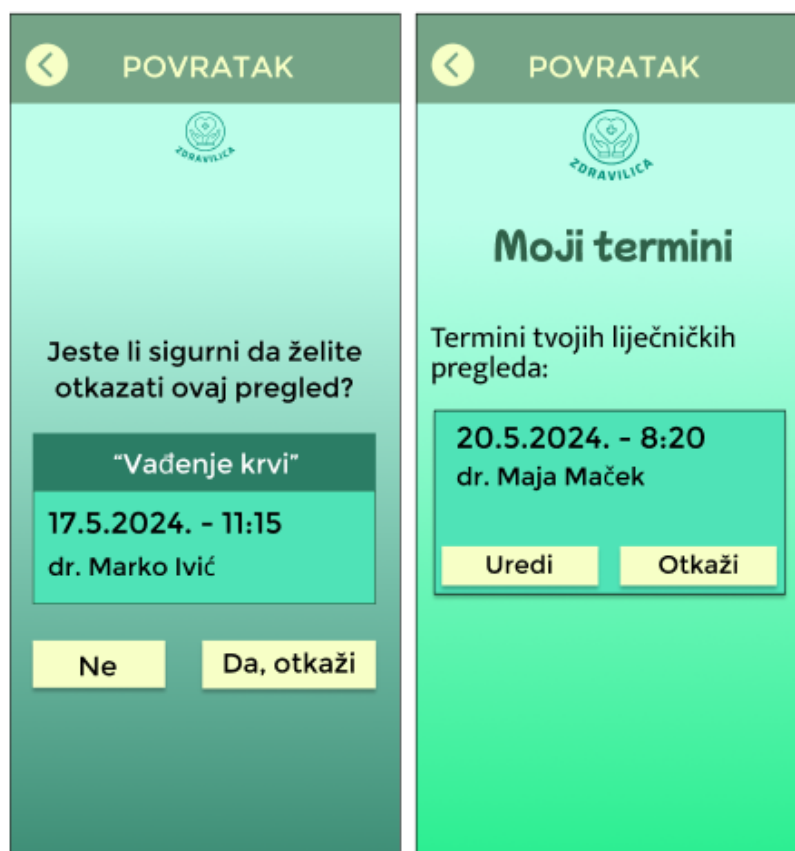 POVRATAK
ZDRAVILICA
Jeste li sigurni da želite
otkazati ovaj pregled?
“Vađenje krvi”
17.5.2024. - 11:15
dr. Marko Ivić
Ne
Da, otkaži
POVRATAK
ZDRAVILICA
Moji termini
Termini tvojih liječničkih
pregleda:
20.5.2024. - 8:20
dr. Maja Maček
Uredi
Otkaži